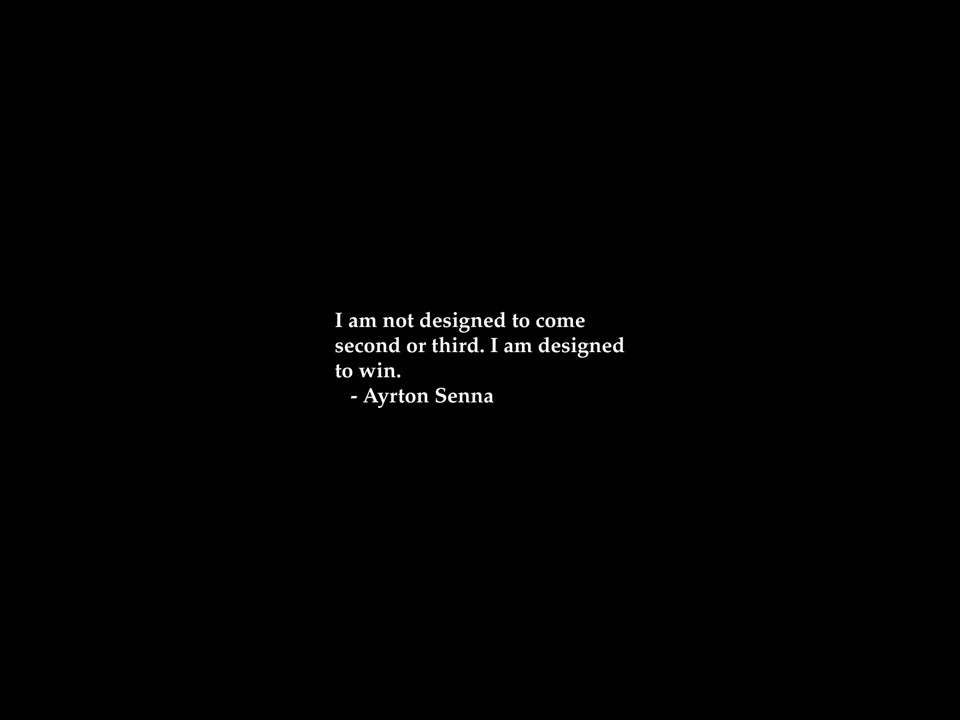 I am not designed to come
second or third. I am designed
to win.
- Ayrton Senna